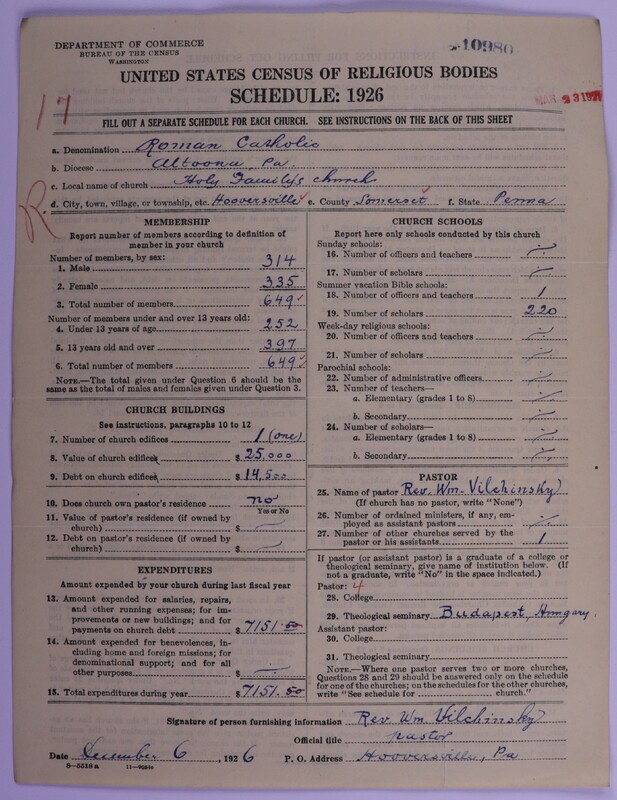 DEPARTMENT OF COMMERCE
BUREAU OF THE CENSUS
WASHINGTON
10980
UNITED STATES CENSUS OF RELIGIOUS BODIES
SCHEDULE: 1926
MAR 23 192
17
FILL OUT A SEPARATE SCHEDULE FOR EACH CHURCH. SEE INSTRUCTIONS ON THE BACK OF THIS SHEET
a. Denomination Roman Catholic
b. Diocese Altoona, Pa.
c. Local name of church Holy Family's church
d. City, town, village, or township, etc. Hooversville e. County Somerset f. State Penna
R.
MEMBERSHIP
Report number of members according to definition of
member in your church
Number of members, by sex:
1. Male 314
2. Female 335
3. Total number of members 649
Number of members under and over 13 years old:
4. Under 13 years of age 252
5. 13 years old and over 397
6. Total number of members 649
NOTE.—The total given under Question 6 should be the
same as the total of males and females given under Question 3.
CHURCH BUILDINGS
See instructions, paragraphs 10 to 12
7. Number of church edifices 1 (one)
8. Value of church edifices $ 25,000
9. Debt on church edifices $ 14,500
10. Does church own pastor's residence no
Yes or No
11. Value of pastor's residence (if owned by
church) $ —
12. Debt on pastor's residence (if owned by
church) $ —
EXPENDITURES
Amount expended by your church during last fiscal year
13. Amount expended for salaries, repairs,
and other running expenses; for im-
provements or new buildings; and for
payments on church debt $ 7151.50
14. Amount expended for benevolences, in-
cluding home and foreign missions; for
denominational support; and for all
other purposes $ —
15. Total expenditures during year $ 7151.50
CHURCH SCHOOLS
Report here only schools conducted by this church
Sunday schools:
16. Number of officers and teachers
17. Number of scholars
Summer vacation Bible schools:
18. Number of officers and teachers 1
19. Number of scholars 220
Week-day religious schools:
20. Number of officers and teachers
21. Number of scholars
Parochial schools:
22. Number of administrative officers
23. Number of teachers—
a. Elementary (grades 1 to 8)
b. Secondary
24. Number of scholars—
a. Elementary (grades 1 to 8)
b. Secondary
PASTOR
25. Name of pastor Rev. Wm. Vilchinsky
(If church has no pastor, write "None")
26. Number of ordained ministers, if any, em-
ployed as assistant pastors
27. Number of other churches served by the
pastor or his assistants 1
If pastor (or assistant pastor) is a graduate of a college or
theological seminary, give name of institution below. (If
not a graduate, write "No" in the space indicated.)
Pastor: 4
28. College
29. Theological seminary Budapest, Hungary
Assistant pastor:
30. College
31. Theological seminary
NOTE.—Where one pastor serves two or more churches,
Questions 28 and 29 should be answered only on the schedule
for one of the churches; on the schedules for the other churches,
write "See schedule for church."
Signature of person furnishing information Rev. Wm. Vilchinsky
Official title pastor
Date December 6, 1926 P. O. Address Hooversville, Pa
8—5518 a